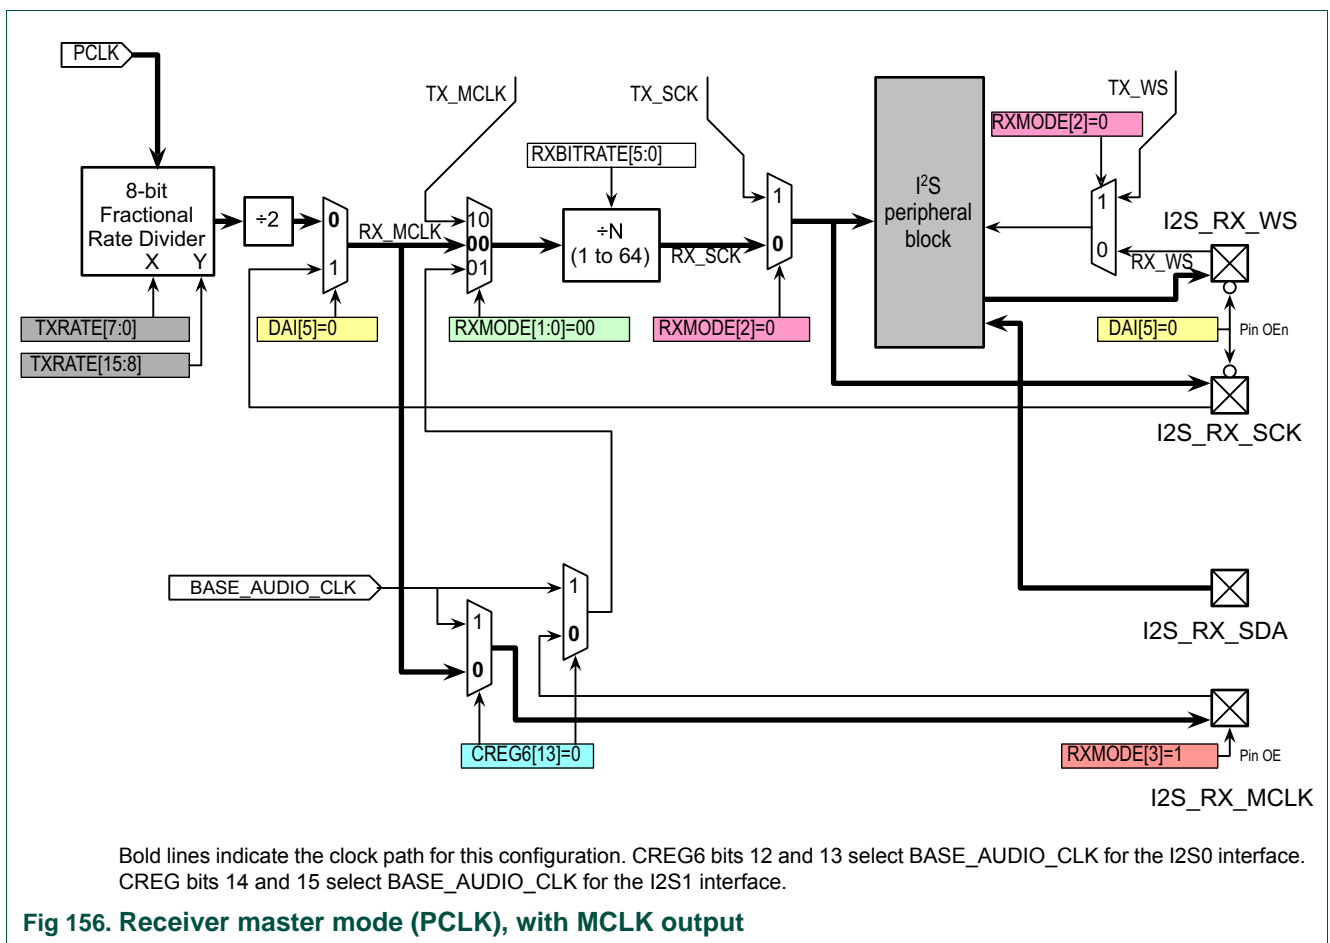 PCLK
TX_MCLK
TX_SCK
TX_WS
RXMODE[2]=0
RXBITRATE[5:0]
8-bit
Fractional
Rate Divider
X Y
÷2
0
1
RX_MCLK
10
00
01
÷N
(1 to 64)
RX_SCK
1
0
I²S
peripheral
block
1
0
RX_WS
I2S_RX_WS
TXRATE[7:0]
TXRATE[15:8]
DAI[5]=0
RXMODE[1:0]=00
RXMODE[2]=0
DAI[5]=0
Pin OEn
I2S_RX_SCK
BASE_AUDIO_CLK
1
0
1
0
I2S_RX_SDA
CREG6[13]=0
RXMODE[3]=1
Pin OE
I2S_RX_MCLK
Bold lines indicate the clock path for this configuration. CREG6 bits 12 and 13 select BASE_AUDIO_CLK for the I2S0 interface.
CREG bits 14 and 15 select BASE_AUDIO_CLK for the I2S1 interface.
Fig 156. Receiver master mode (PCLK), with MCLK output